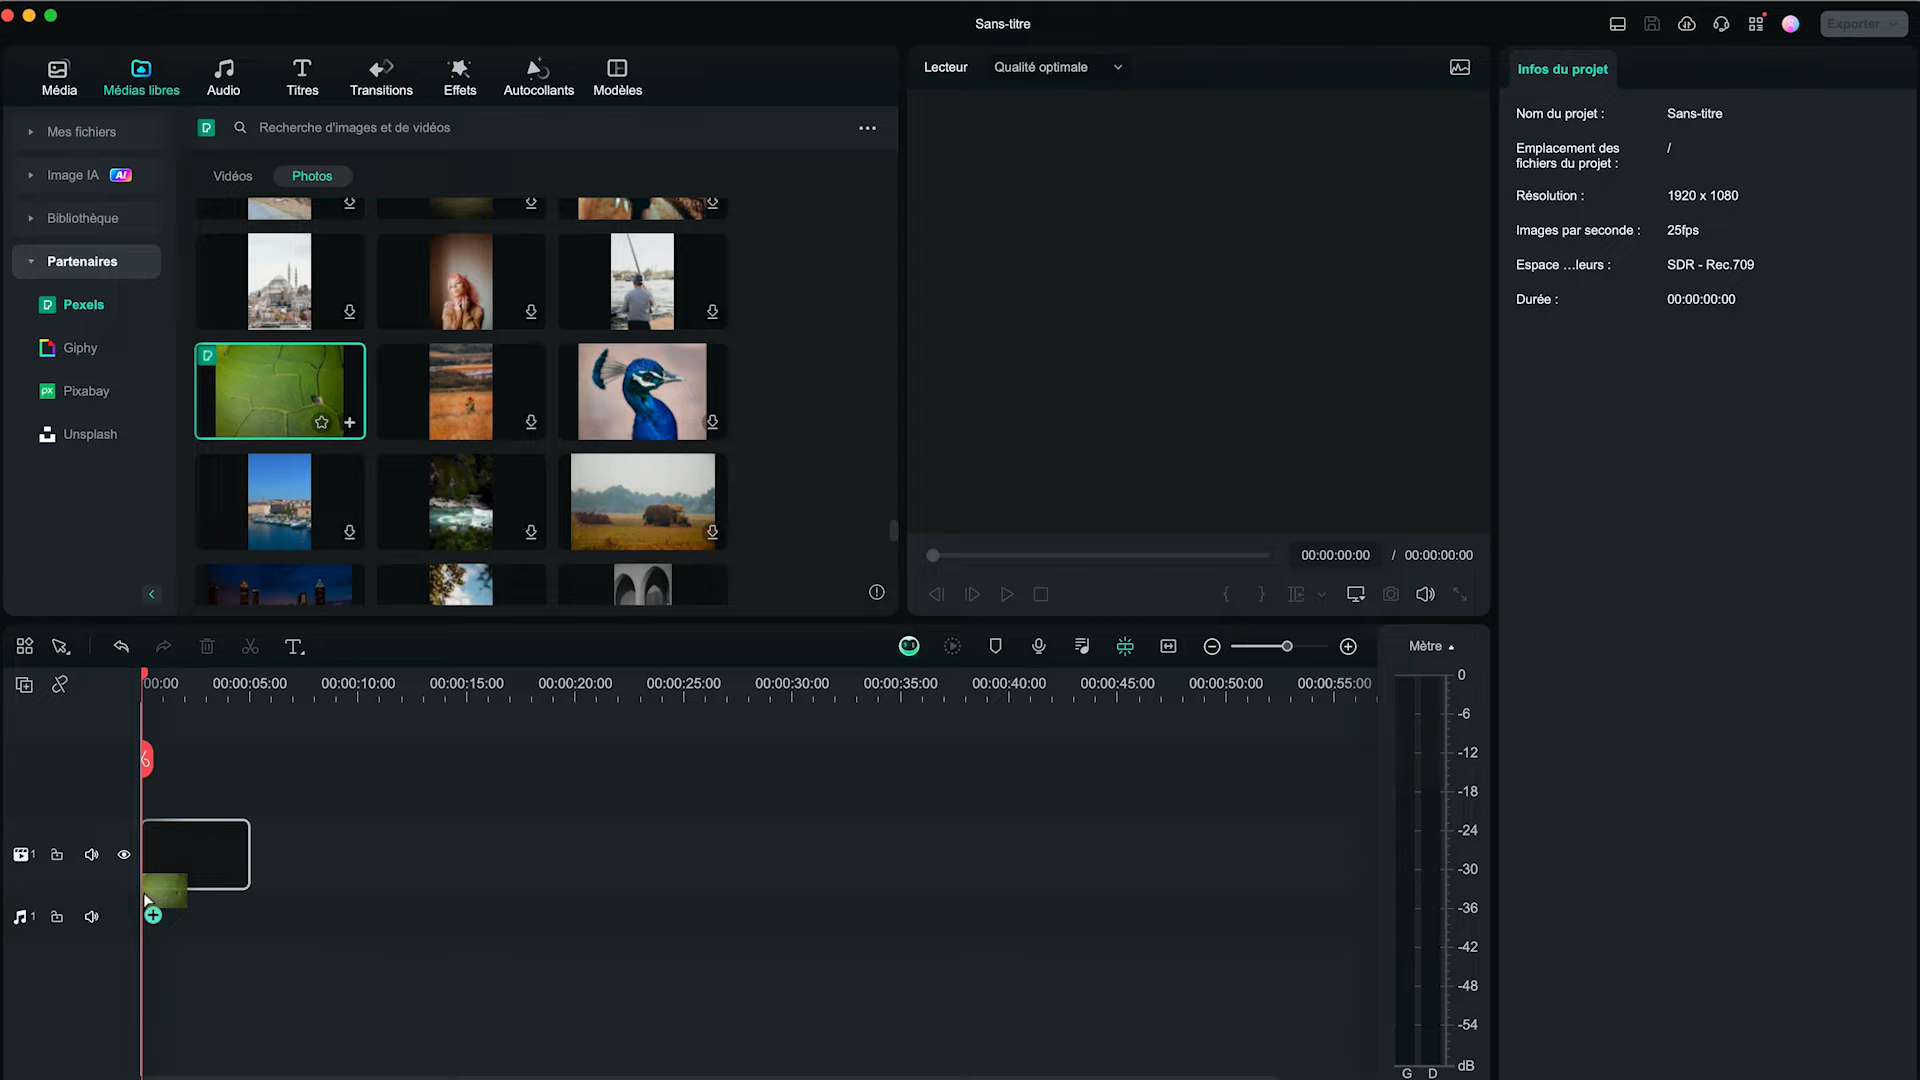 Sans-titre
Exporter
Média
Médias libres
Audio
Titres
Transitions
Effets
Autocollants
Modèles
Mes fichiers
Image IA AI
Bibliothèque
Partenaires
Pexels
Giphy
Pixabay
Unsplash
Recherche d'images et de vidéos
Vidéos
Photos
Lecteur
Qualité optimale
00:00:00:00 / 00:00:00:00
Infos du projet
Nom du projet : Sans-titre
Emplacement des
fichiers du projet : /
Résolution : 1920 x 1080
Images par seconde : 25fps
Espace ...leurs : SDR - Rec.709
Durée : 00:00:00:00
Mètre
00:00 00:00:05:00 00:00:10:00 00:00:15:00 00:00:20:00 00:00:25:00 00:00:30:00 00:00:35:00 00:00:40:00 00:00:45:00 00:00:50:00 00:00:55:00
1
1
0
-6
-12
-18
-24
-30
-36
-42
-48
-54
dB
G D